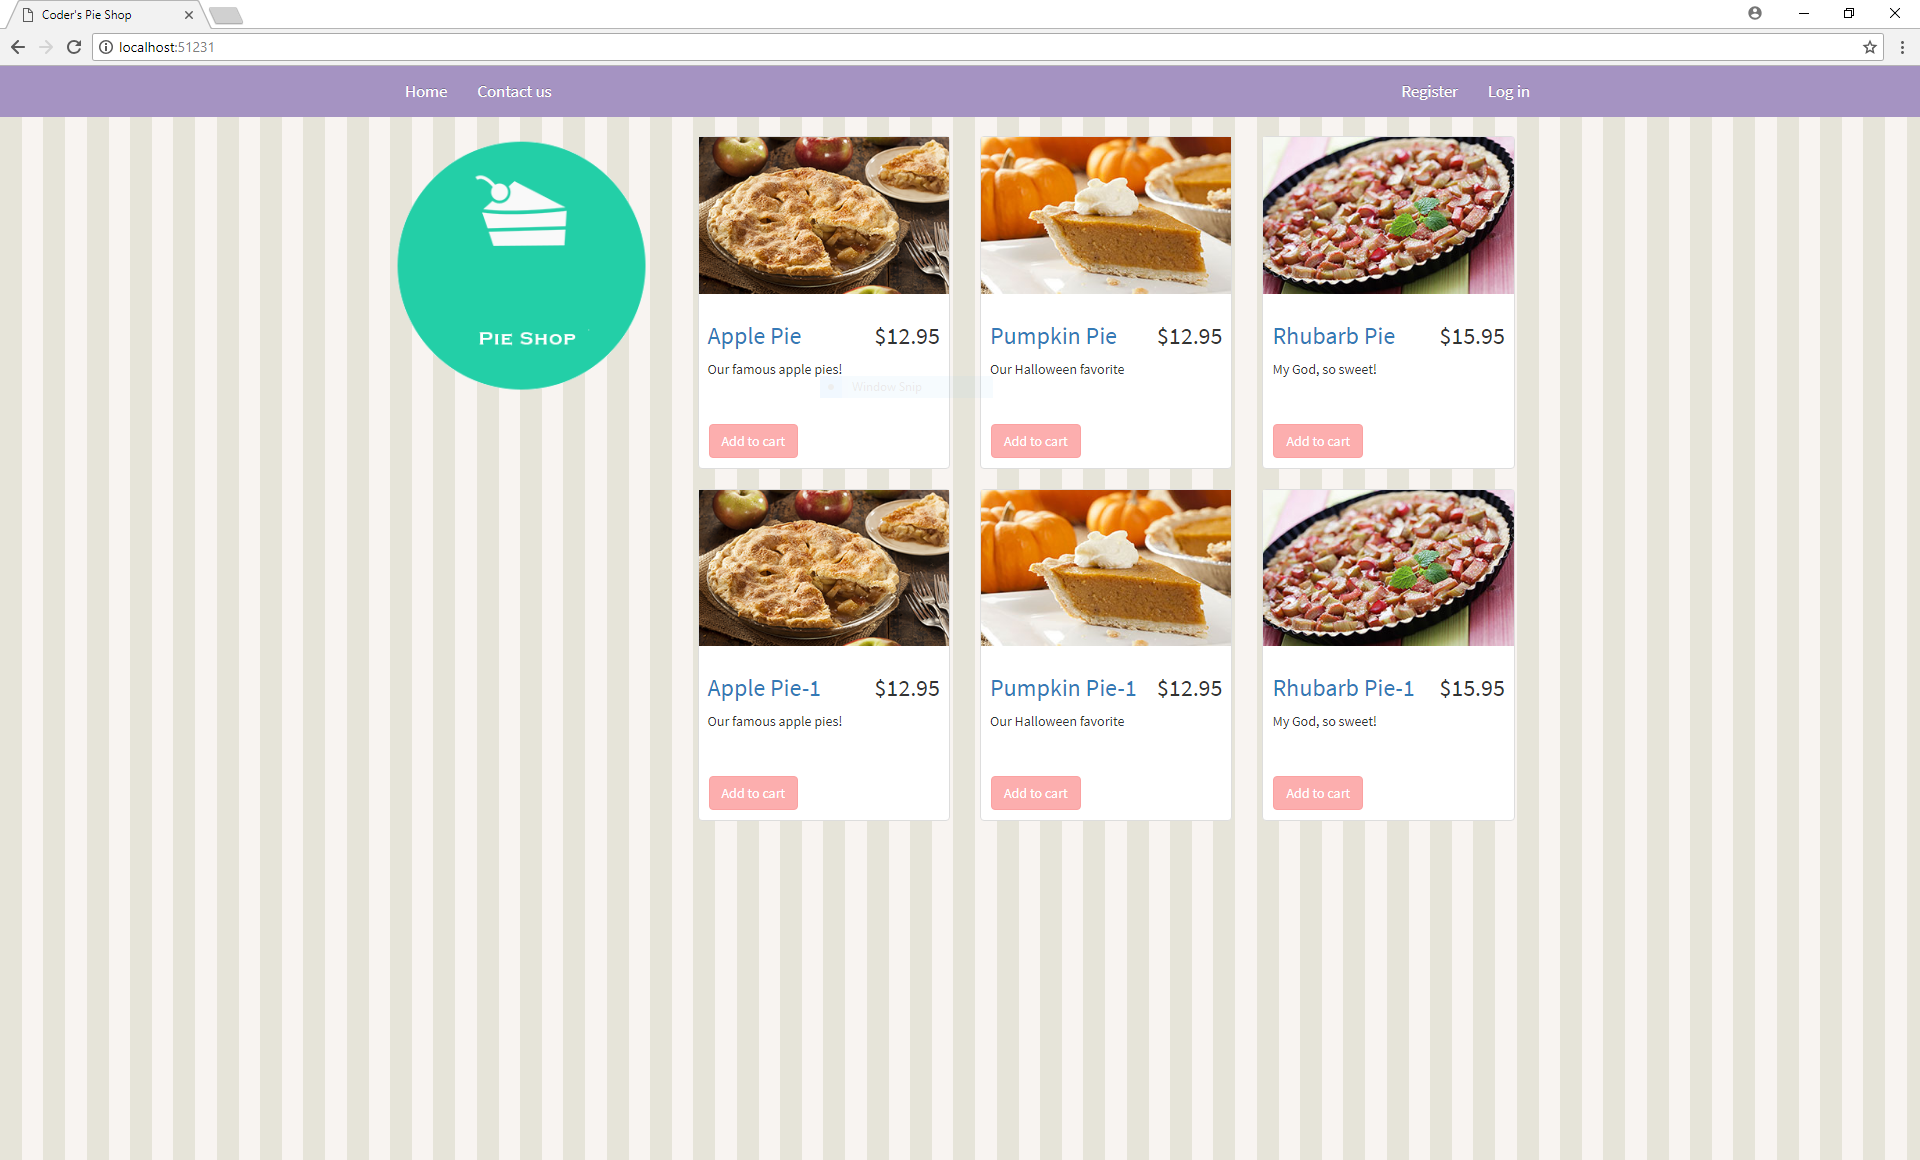 Coder's Pie Shop
localhost:51231
Home Contact us Register Log in
PIE SHOP
Apple Pie $12.95
Our famous apple pies!
Add to cart
Pumpkin Pie $12.95
Our Halloween favorite
Add to cart
Rhubarb Pie $15.95
My God, so sweet!
Add to cart
Window Snip
Apple Pie-1 $12.95
Our famous apple pies!
Add to cart
Pumpkin Pie-1 $12.95
Our Halloween favorite
Add to cart
Rhubarb Pie-1 $15.95
My God, so sweet!
Add to cart